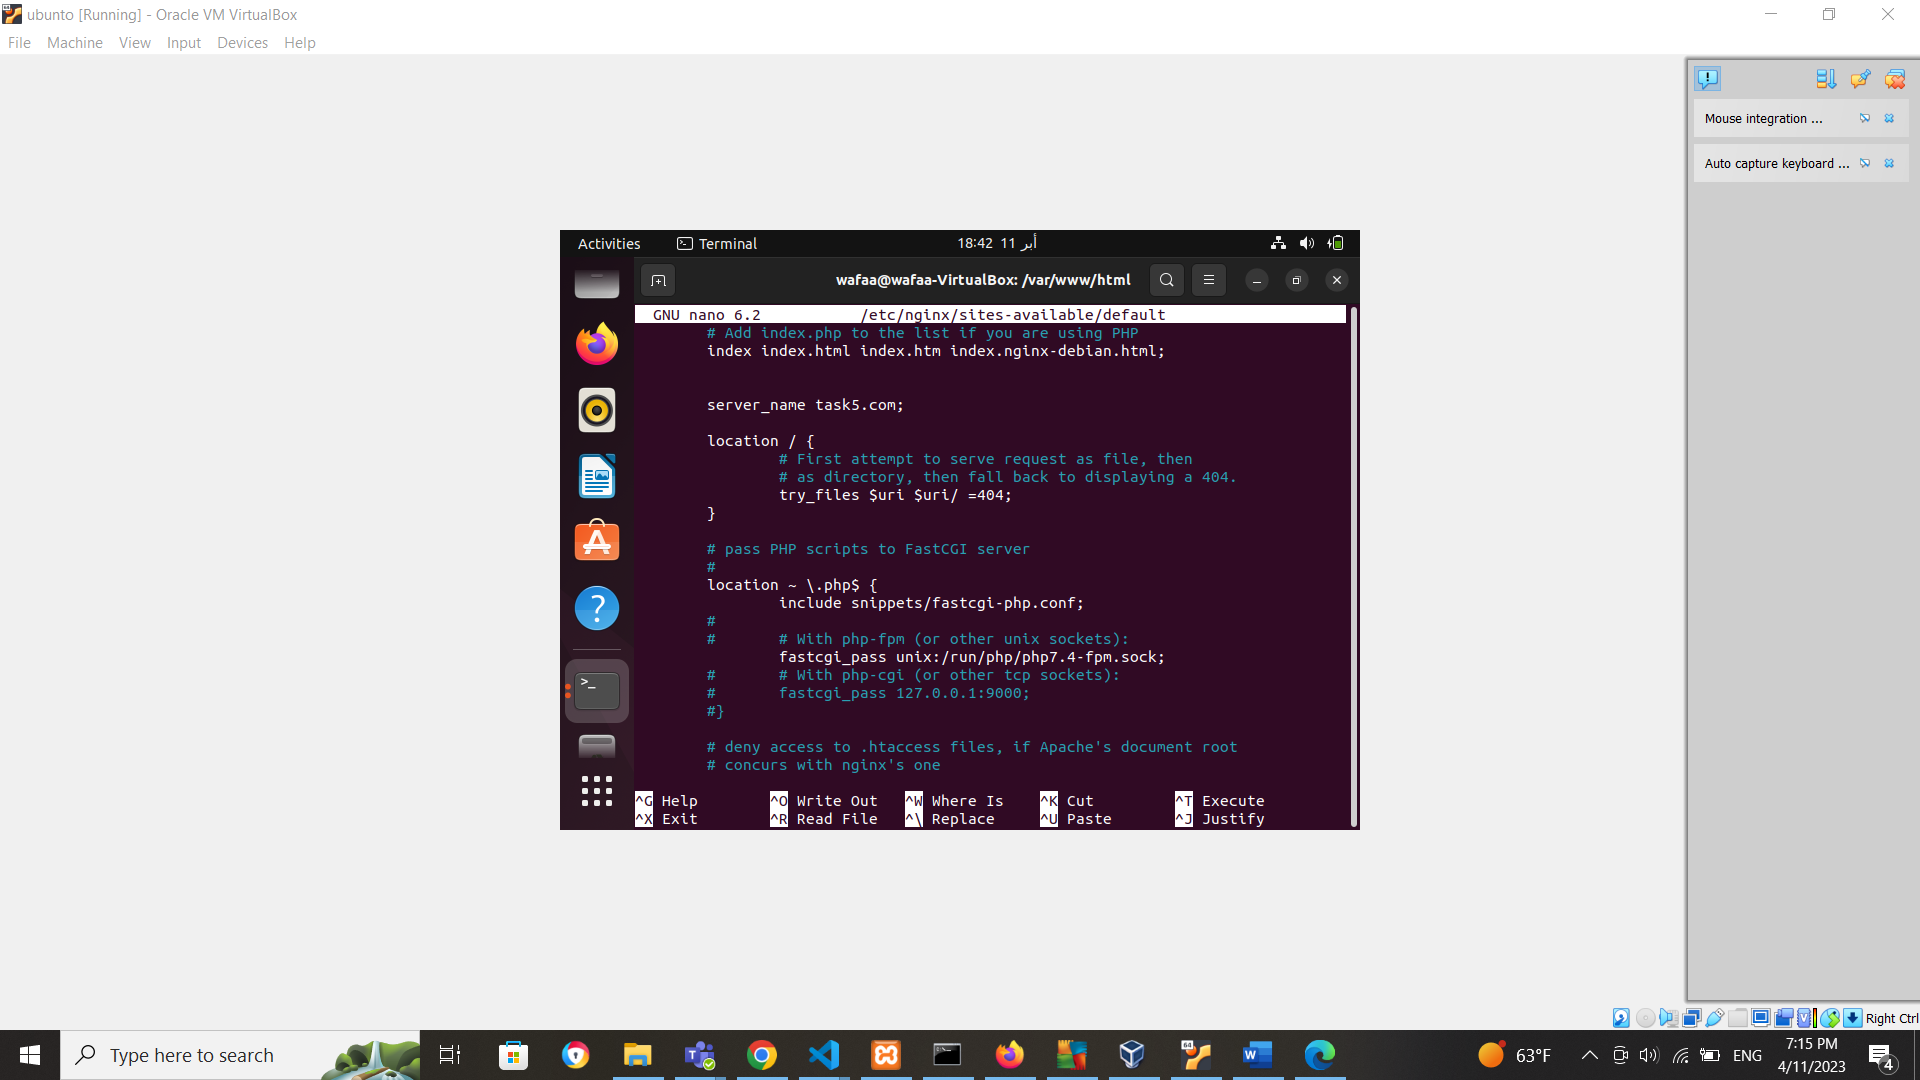 ubunto [Running] - Oracle VM VirtualBox
File Machine View Input Devices Help
Mouse integration ...
Auto capture keyboard ...
Activities Terminal 18:42 11 أبر
wafaa@wafaa-VirtualBox: /var/www/html
GNU nano 6.2 /etc/nginx/sites-available/default
# Add index.php to the list if you are using PHP
index index.html index.htm index.nginx-debian.html;
server_name task5.com;
location / {
# First attempt to serve request as file, then
# as directory, then fall back to displaying a 404.
try_files $uri $uri/ =404;
}
# pass PHP scripts to FastCGI server
#
location ~ \.php$ {
include snippets/fastcgi-php.conf;
#
# # With php-fpm (or other unix sockets):
fastcgi_pass unix:/run/php/php7.4-fpm.sock;
# # With php-cgi (or other tcp sockets):
# fastcgi_pass 127.0.0.1:9000;
#}
# deny access to .htaccess files, if Apache's document root
# concurs with nginx's one
^G Help ^O Write Out ^W Where Is ^K Cut ^T Execute
^X Exit ^R Read File ^\ Replace ^U Paste ^J Justify
Right Ctrl
Type here to search
63°F
ENG
7:15 PM
4/11/2023
4